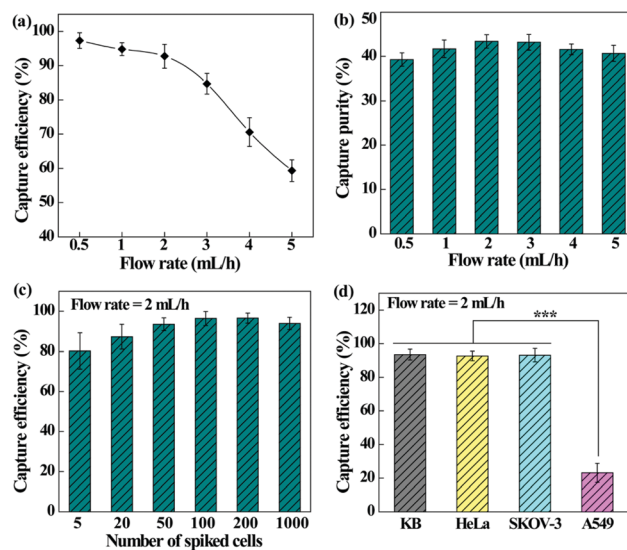 (a)
Capture efficiency (%)
100
90
80
70
60
50
40
0.5 1 2 3 4 5
Flow rate (mL/h)
(b)
Capture purity (%)
50
40
30
20
10
0
0.5 1 2 3 4 5
Flow rate (mL/h)
(c)
Flow rate = 2 mL/h
Capture efficiency (%)
100
80
60
40
20
0
5 20 50 100 200 1000
Number of spiked cells
(d)
Flow rate = 2 mL/h
***
Capture efficiency (%)
120
100
80
60
40
20
0
KB HeLa SKOV-3 A549